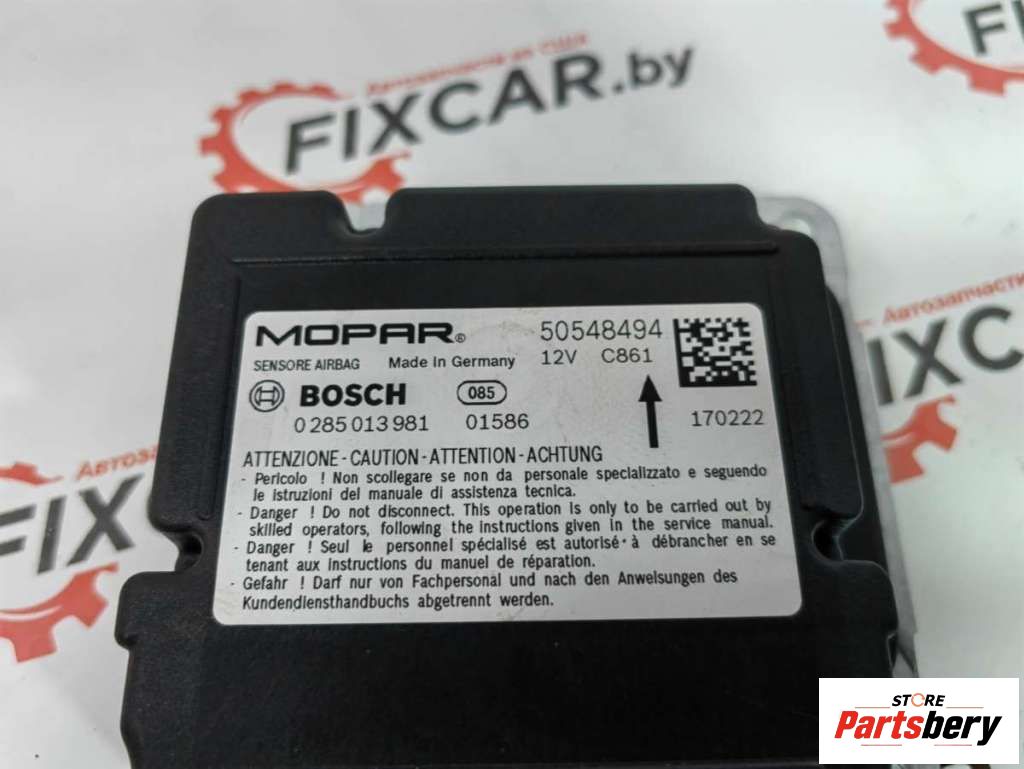 Автозапчасти из США
FIXCAR.by
FIX
Автозапчасти
FIX
MOPAR®
50548494
SENSORE AIRBAG Made In Germany 12V C861
BOSCH 085
0 285 013 981 01586 170222
ATTENZIONE - CAUTION - ATTENTION - ACHTUNG
- Pericolo ! Non scollegare se non da personale specializzato e seguendo
le istruzioni del manuale di assistenza tecnica.
- Danger ! Do not disconnect. This operation is only to be carried out by
skilled operators, following the instructions given in the service manual.
- Danger ! Seul le personnel spécialisé est autorisé à débrancher en se
tenant aux instructions du manuel de réparation.
- Gefahr ! Darf nur von Fachpersonal und nach den Anweisungen des
Kundendiensthandbuchs abgetrennt werden.
STORE
Partsbery